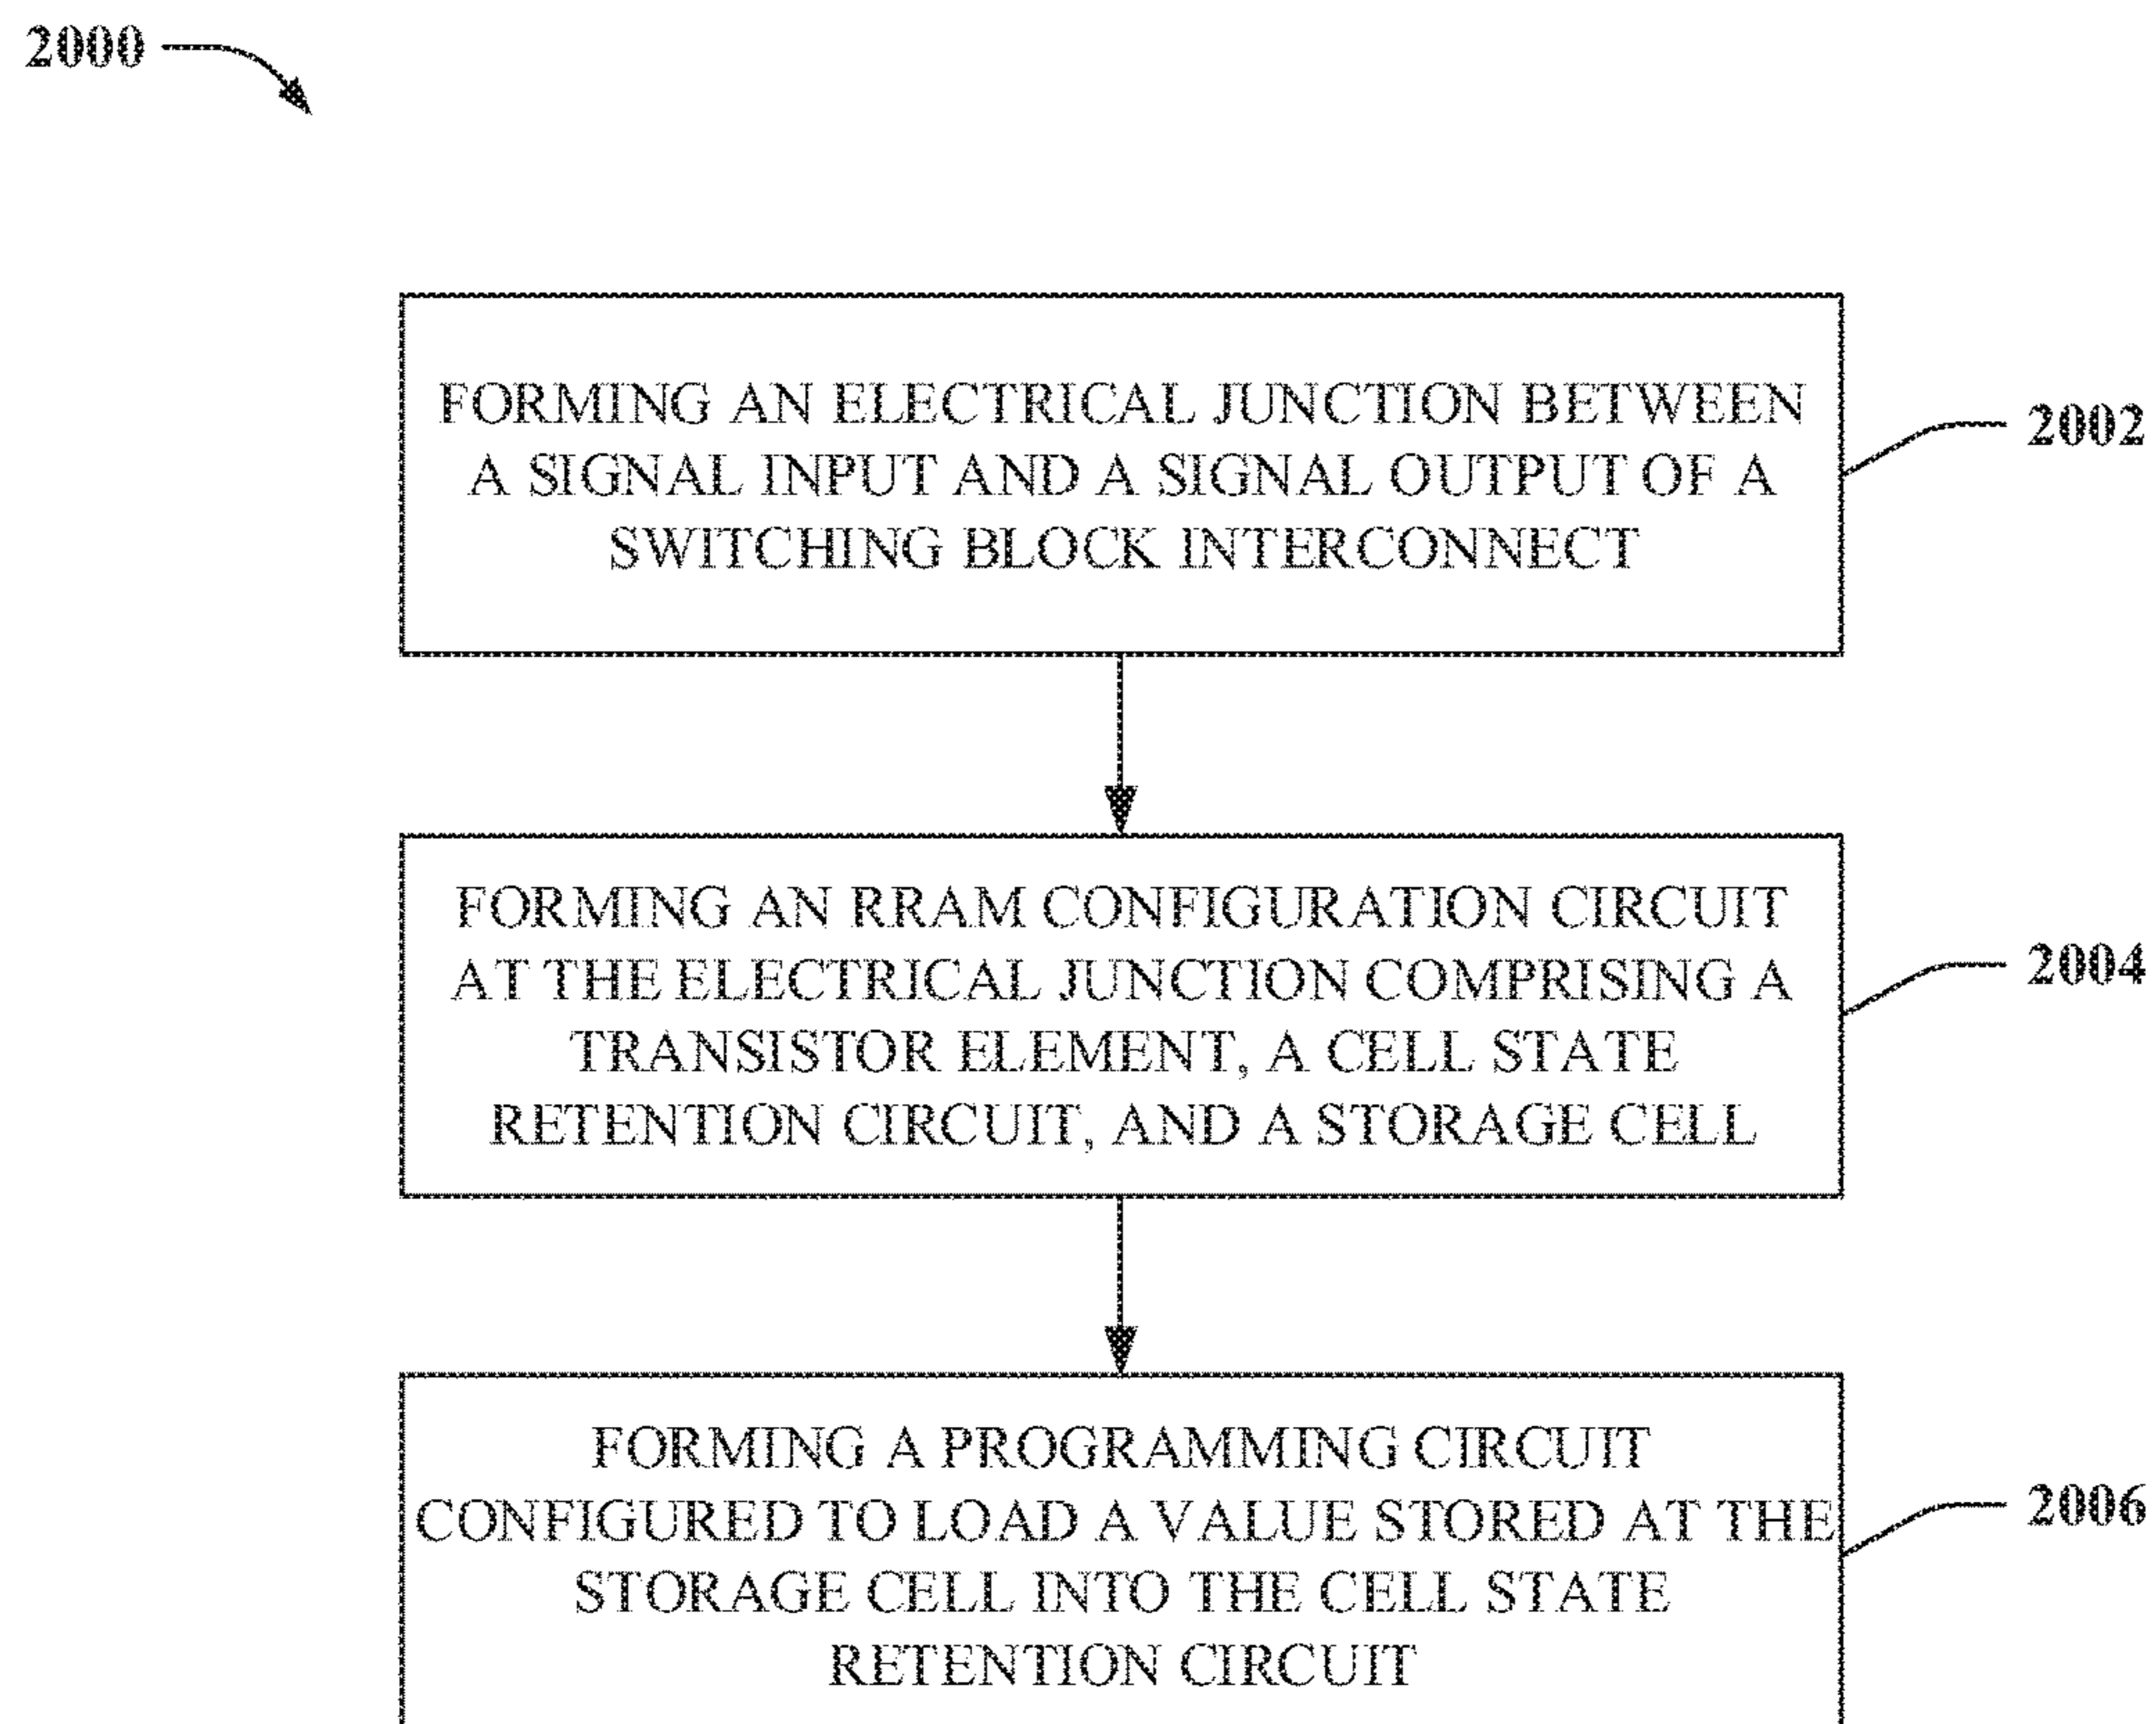 2000
FORMING AN ELECTRICAL JUNCTION BETWEEN
A SIGNAL INPUT AND A SIGNAL OUTPUT OF A
SWITCHING BLOCK INTERCONNECT
2002
FORMING AN RRAM CONFIGURATION CIRCUIT
AT THE ELECTRICAL JUNCTION COMPRISING A
TRANSISTOR ELEMENT, A CELL STATE
RETENTION CIRCUIT, AND A STORAGE CELL
2004
FORMING A PROGRAMMING CIRCUIT
CONFIGURED TO LOAD A VALUE STORED AT THE
STORAGE CELL INTO THE CELL STATE
RETENTION CIRCUIT
2006